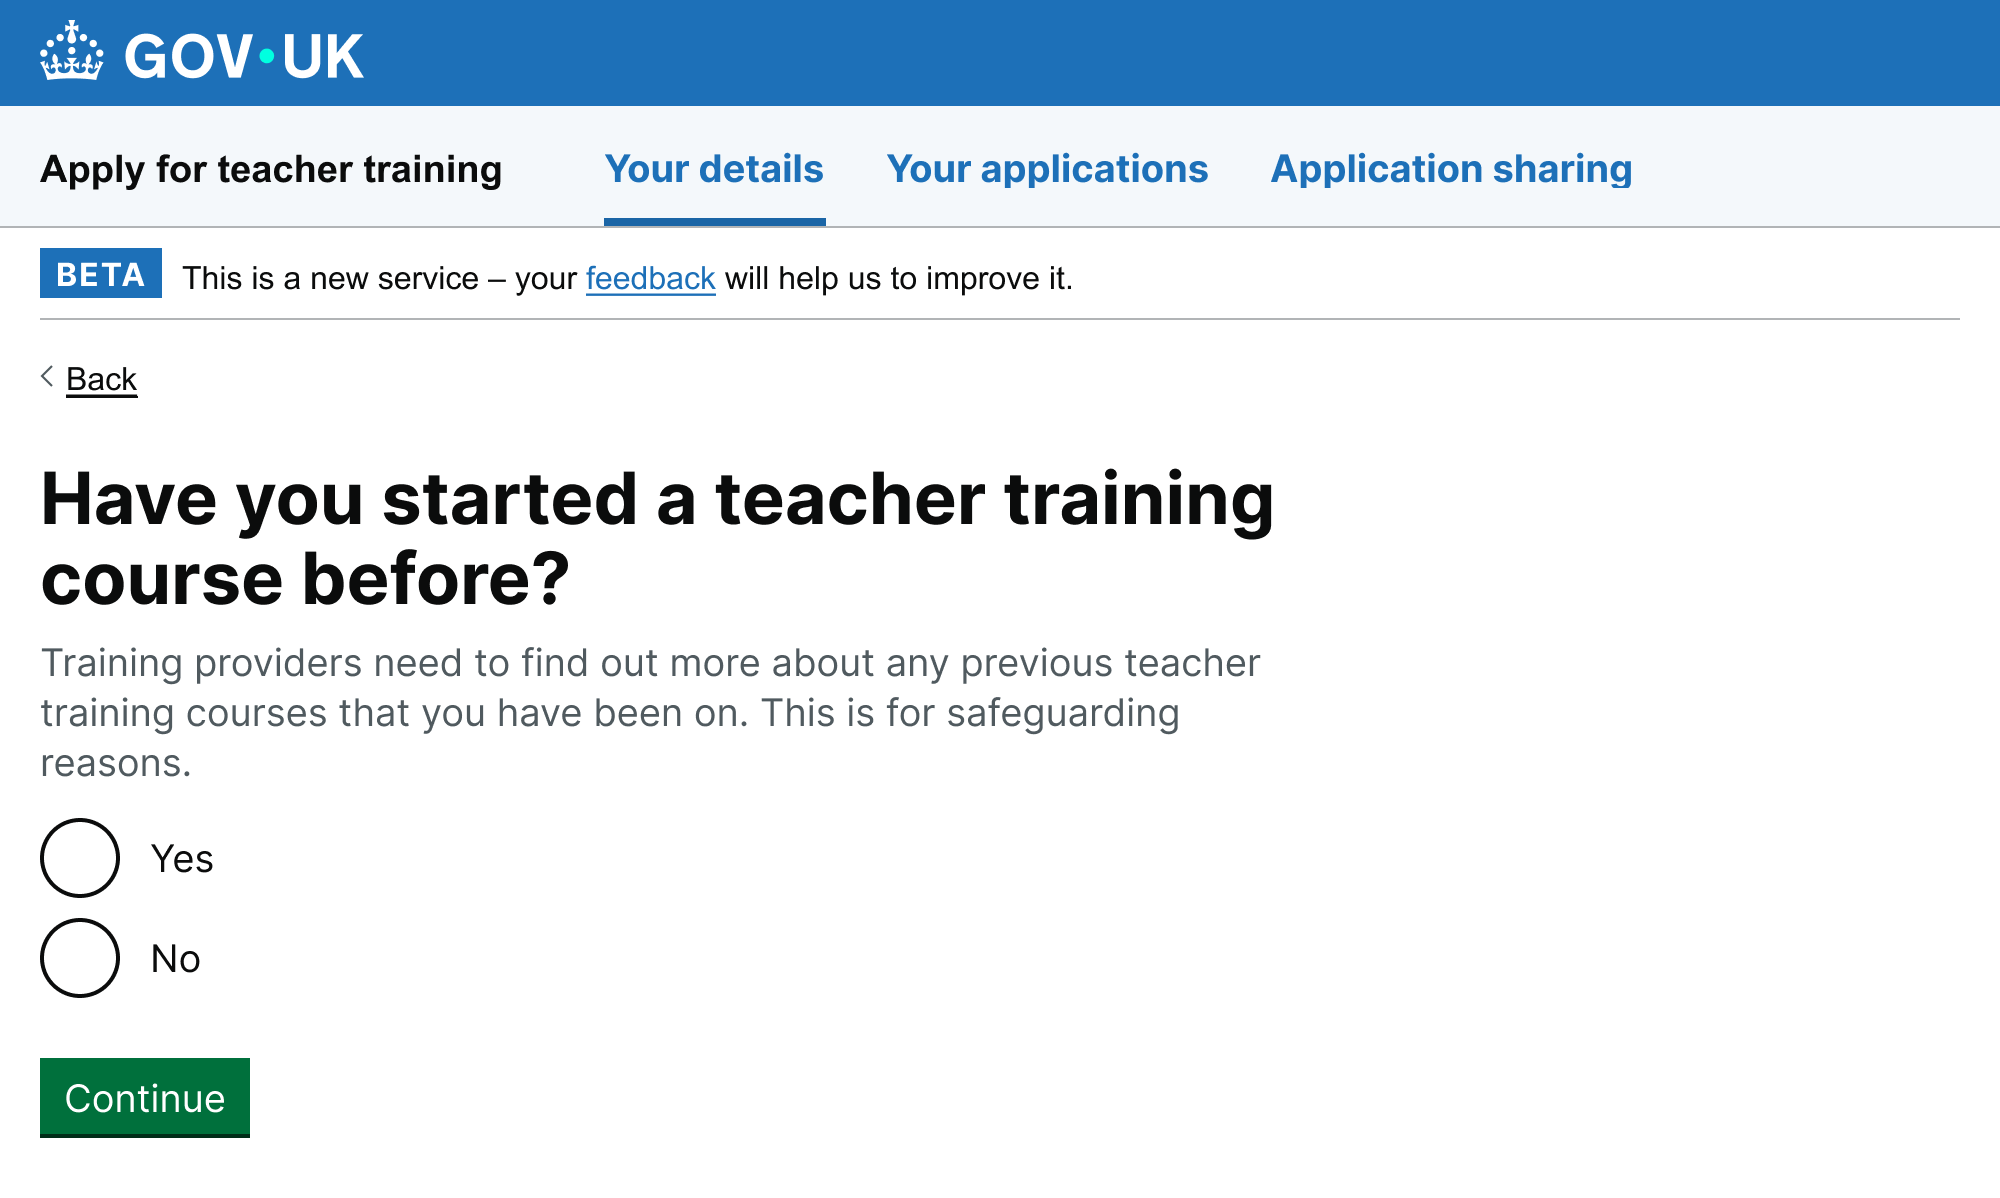 GOV·UK
Apply for teacher training Your details Your applications Application sharing
BETA This is a new service – your feedback will help us to improve it.
Back
Have you started a teacher training
course before?
Training providers need to find out more about any previous teacher
training courses that you have been on. This is for safeguarding
reasons.
Yes
No
Continue